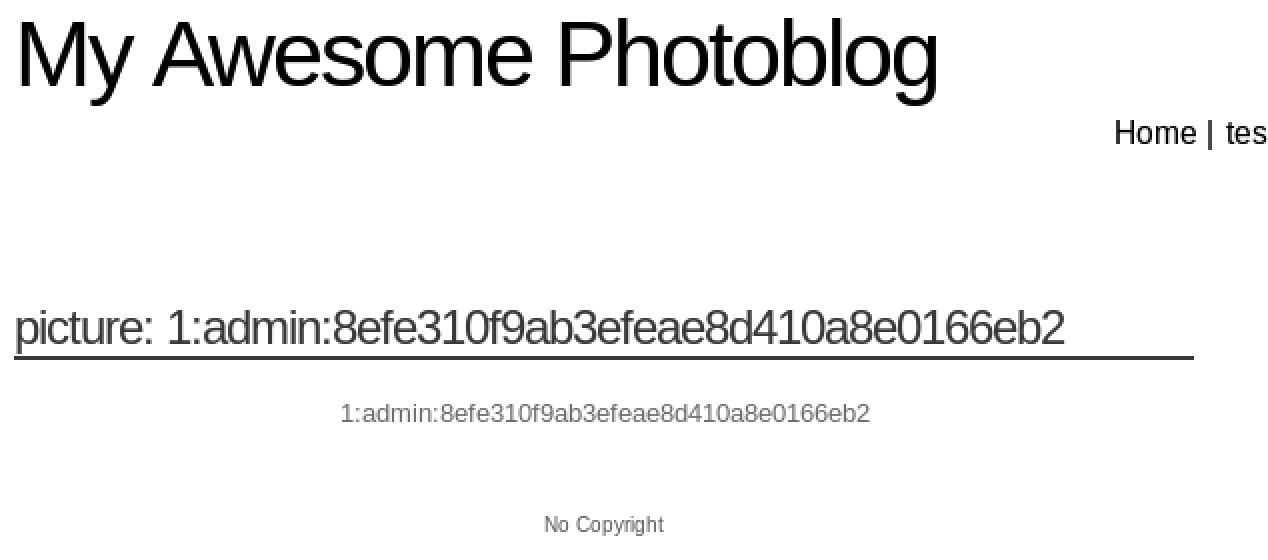 My Awesome Photoblog
Home | tes
picture: 1:admin:8efe310f9ab3efeae8d410a8e0166eb2
1:admin:8efe310f9ab3efeae8d410a8e0166eb2
No Copyright